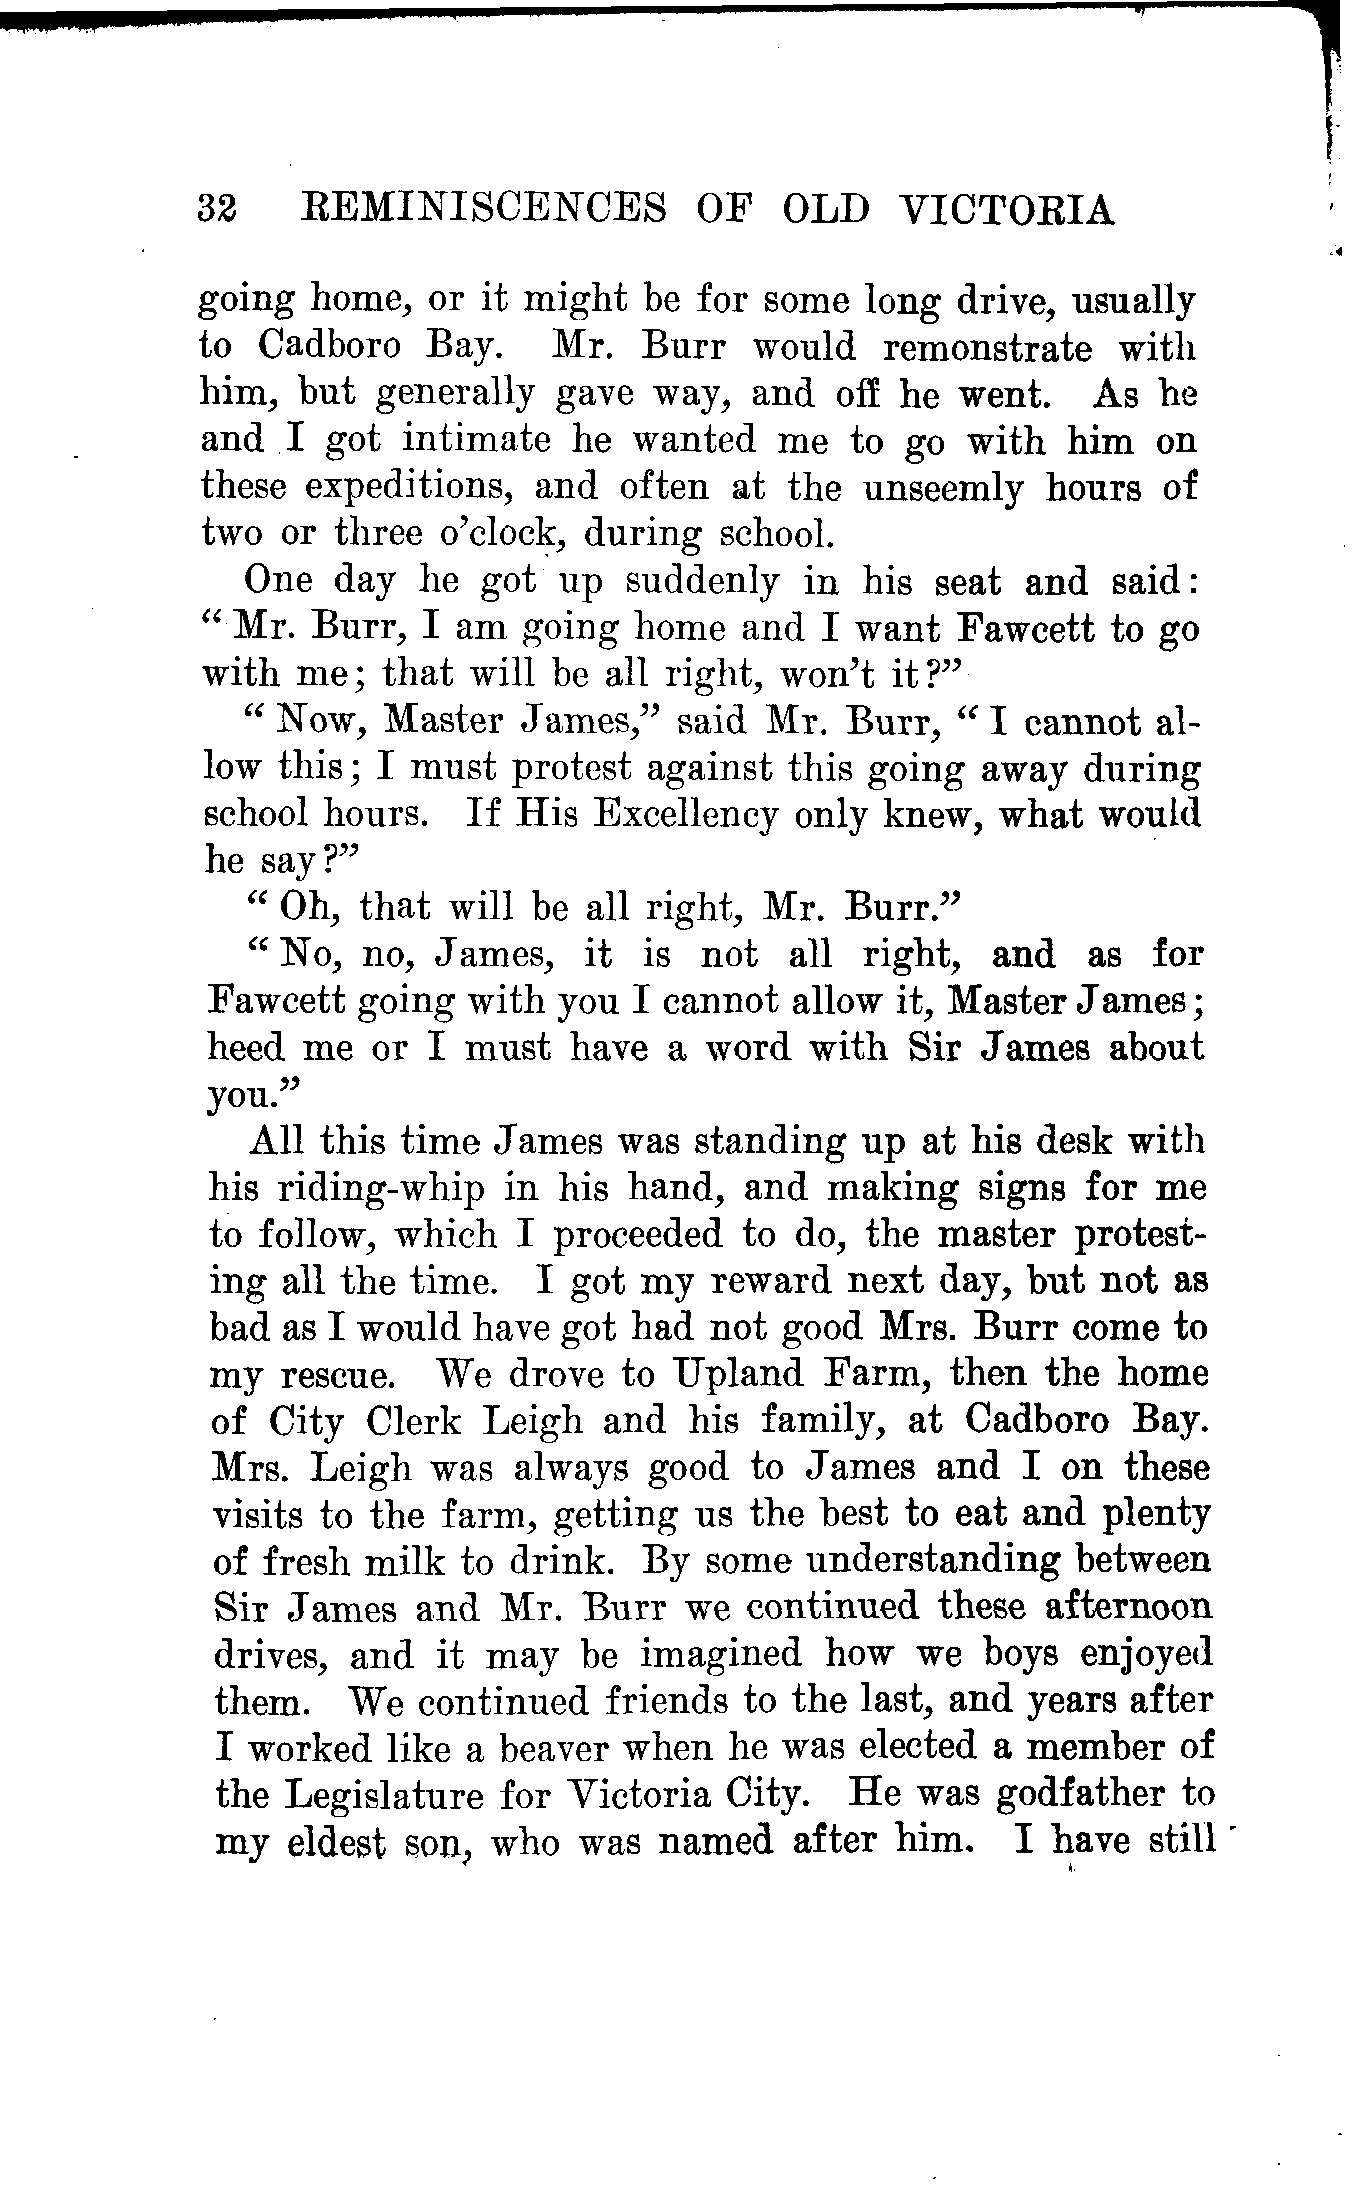 32 REMINISCENCES OF OLD VICTORIA
going home, or it might be for some long drive, usually
to Cadboro Bay. Mr. Burr would remonstrate with
him, but generally gave way, and off he went. As he
and I got intimate he wanted me to go with him on
these expeditions, and often at the unseemly hours of
two or three o'clock, during school.
One day he got up suddenly in his seat and said:
“ Mr. Burr, I am going home and I want Fawcett to go
with me; that will be all right, won't it?”
“ Now, Master James,” said Mr. Burr, “ I cannot al-
low this; I must protest against this going away during
school hours. If His Excellency only knew, what would
he say?”
“ Oh, that will be all right, Mr. Burr.”
“ No, no, James, it is not all right, and as for
Fawcett going with you I cannot allow it, Master James;
heed me or I must have a word with Sir James about
you.”
All this time James was standing up at his desk with
his riding-whip in his hand, and making signs for me
to follow, which I proceeded to do, the master protest-
ing all the time. I got my reward next day, but not as
bad as I would have got had not good Mrs. Burr come to
my rescue. We drove to Upland Farm, then the home
of City Clerk Leigh and his family, at Cadboro Bay.
Mrs. Leigh was always good to James and I on these
visits to the farm, getting us the best to eat and plenty
of fresh milk to drink. By some understanding between
Sir James and Mr. Burr we continued these afternoon
drives, and it may be imagined how we boys enjoyed
them. We continued friends to the last, and years after
I worked like a beaver when he was elected a member of
the Legislature for Victoria City. He was godfather to
my eldest son, who was named after him. I have still